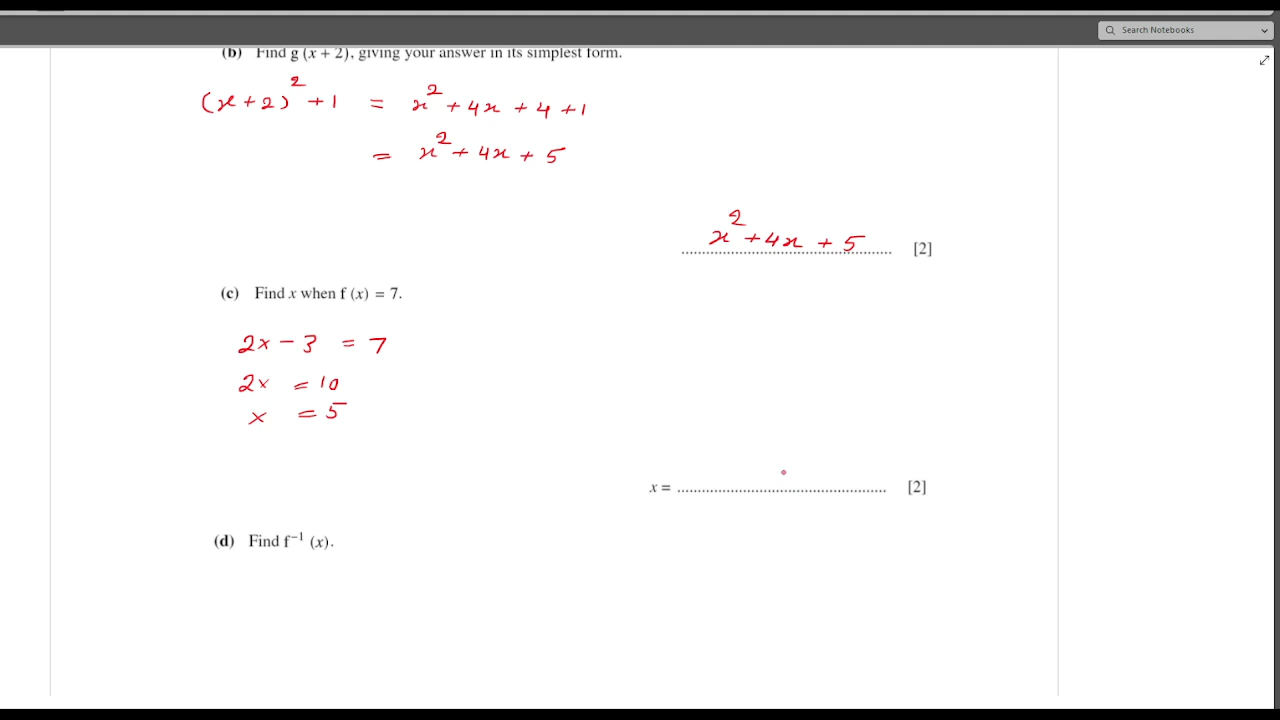 Search Notebooks
(b) Find g (x + 2), giving your answer in its simplest form.
(x + 2)² + 1 = x² + 4x + 4 + 1
= x² + 4x + 5
x² + 4x + 5
.................................................... [2]
(c) Find x when f (x) = 7.
2x − 3 = 7
2x = 10
x = 5
x = .................................................... [2]
(d) Find f⁻¹ (x).